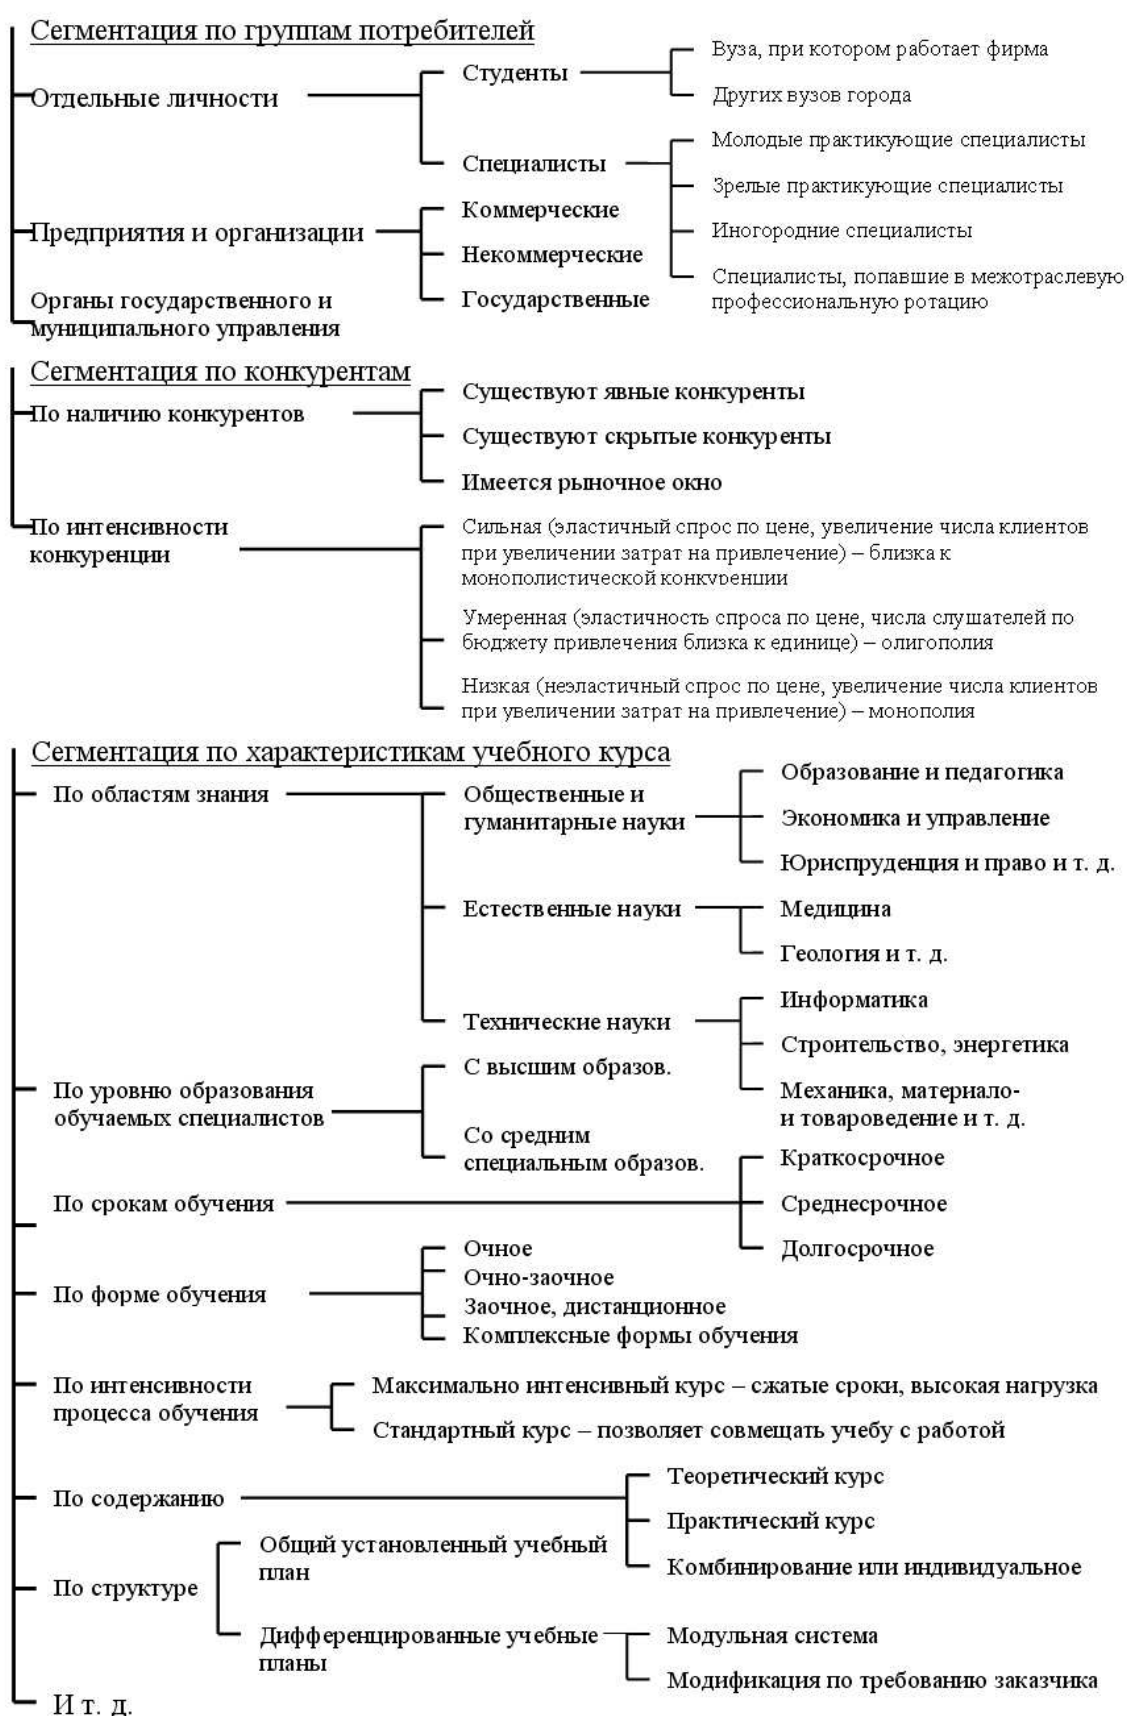 Сегментация по группам потребителей
Отдельные личности
Студенты
Вуза, при котором работает фирма
Других вузов города
Специалисты
Молодые практикующие специалисты
Зрелые практикующие специалисты
Иногородние специалисты
Специалисты, попавшие в межотраслевую
профессиональную ротацию
Предприятия и организации
Коммерческие
Некоммерческие
Государственные
Органы государственного и
муниципального управления
Сегментация по конкурентам
По наличию конкурентов
Существуют явные конкуренты
Существуют скрытые конкуренты
Имеется рыночное окно
По интенсивности
конкуренции
Сильная (эластичный спрос по цене, увеличение числа клиентов
при увеличении затрат на привлечение) – близка к
монополистической конкуренции
Умеренная (эластичность спроса по цене, числа слушателей по
бюджету привлечения близка к единице) – олигополия
Низкая (неэластичный спрос по цене, увеличение числа клиентов
при увеличении затрат на привлечение) – монополия
Сегментация по характеристикам учебного курса
По областям знания
Общественные и
гуманитарные науки
Образование и педагогика
Экономика и управление
Юриспруденция и право и т. д.
Естественные науки
Медицина
Геология и т. д.
Технические науки
Информатика
Строительство, энергетика
Механика, материало-
и товароведение и т. д.
По уровню образования
обучаемых специалистов
С высшим образов.
Со средним
специальным образов.
По срокам обучения
Краткосрочное
Среднесрочное
Долгосрочное
По форме обучения
Очное
Очно-заочное
Заочное, дистанционное
Комплексные формы обучения
По интенсивности
процесса обучения
Максимально интенсивный курс – сжатые сроки, высокая нагрузка
Стандартный курс – позволяет совмещать учебу с работой
По содержанию
Теоретический курс
Практический курс
Комбинирование или индивидуальное
По структуре
Общий установленный учебный
план
Дифференцированные учебные
планы
Модульная система
Модификация по требованию заказчика
И т. д.